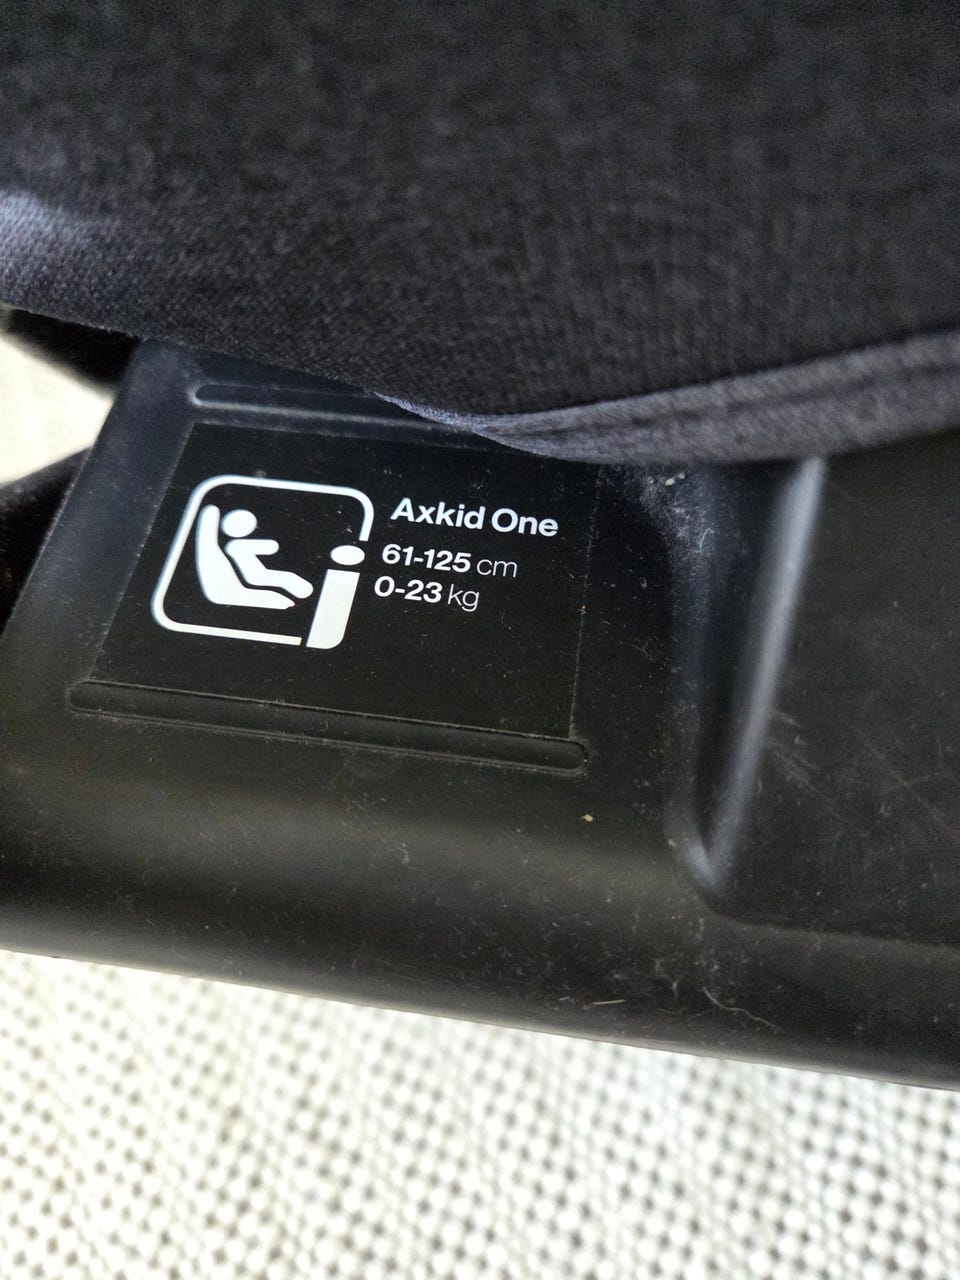 Axkid One
61-125 cm
0-23 kg